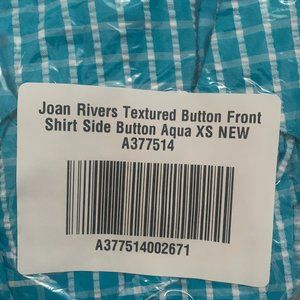 Joan Rivers Textured Button Front
Shirt Side Button Aqua XS NEW
A377514
A377514002671